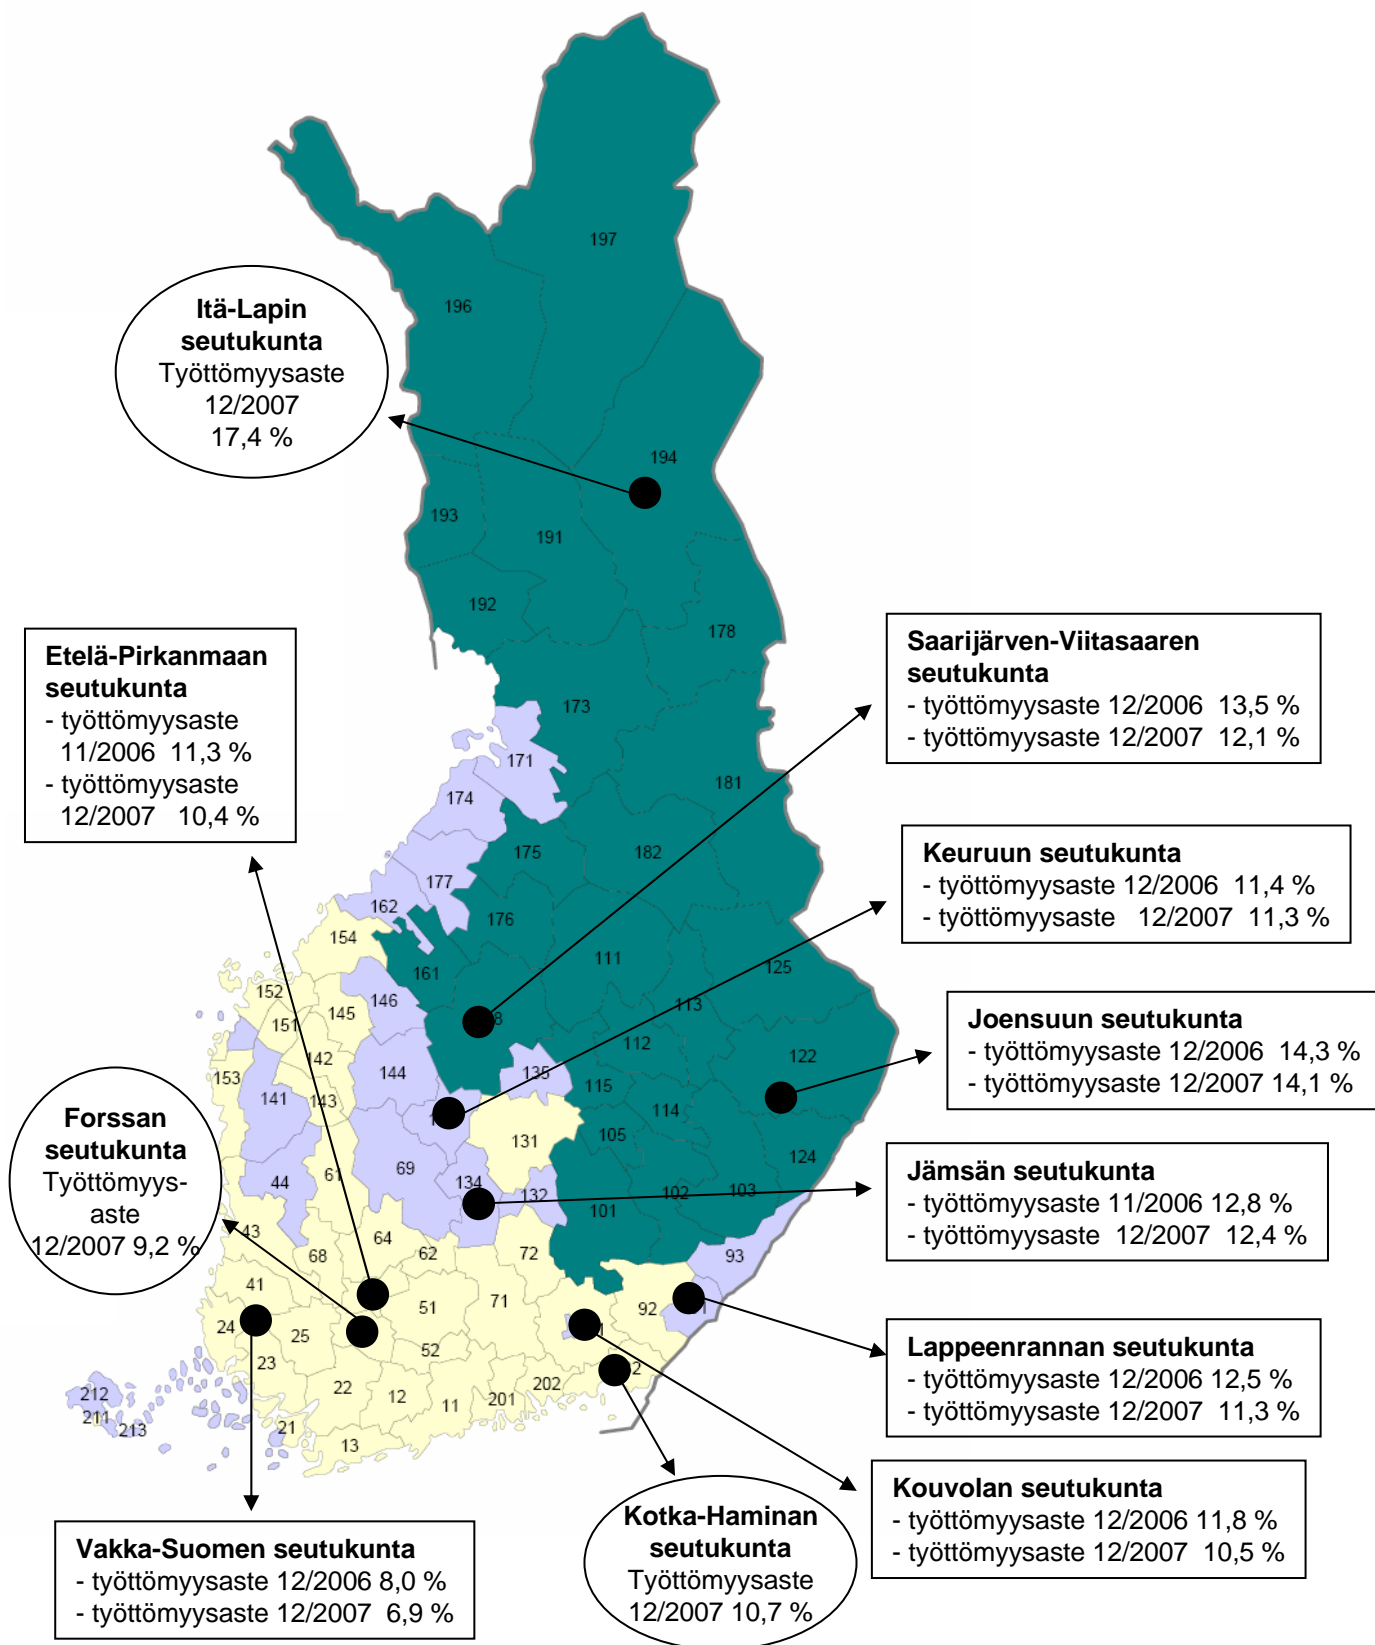 197
196
Itä-Lapin
seutukunta
Työttömyysaste
12/2007
17,4 %
194
193
191
192
178
Etelä-Pirkanmaan
seutukunta
- työttömyysaste
11/2006 11,3 %
- työttömyysaste
12/2007 10,4 %
Saarijärven-Viitasaaren
seutukunta
- työttömyysaste 12/2006 13,5 %
- työttömyysaste 12/2007 12,1 %
173
171
174
181
175
182
177
162
176
154
161
111
125
152
146
145
151
113
Keuruun seutukunta
- työttömyysaste 12/2006 11,4 %
- työttömyysaste 12/2007 11,3 %
112
142
122
153
144
135
115
141
143
114
131
105
Joensuun seutukunta
- työttömyysaste 12/2006 14,3 %
- työttömyysaste 12/2007 14,1 %
124
69
61
44
134
132
102
103
101
Forssan
seutukunta
Työttömyys-
aste
12/2007 9,2 %
Jämsän seutukunta
- työttömyysaste 11/2006 12,8 %
- työttömyysaste 12/2007 12,4 %
43
64
62
68
72
93
41
51
71
92
24
25
52
23
22
12
11
201
202
212
211
213
21
13
Lappeenrannan seutukunta
- työttömyysaste 12/2006 12,5 %
- työttömyysaste 12/2007 11,3 %
Kouvolan seutukunta
- työttömyysaste 12/2006 11,8 %
- työttömyysaste 12/2007 10,5 %
Kotka-Haminan
seutukunta
Työttömyysaste
12/2007 10,7 %
Vakka-Suomen seutukunta
- työttömyysaste 12/2006 8,0 %
- työttömyysaste 12/2007 6,9 %